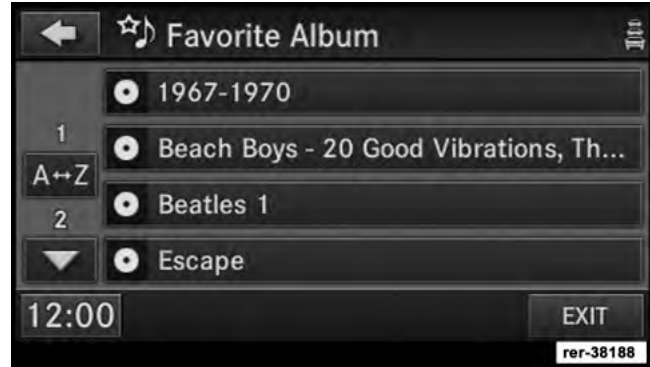 Favorite Album
1967-1970
1
Beach Boys - 20 Good Vibrations, Th...
A↔Z
2
Beatles 1
Escape
12:00
EXIT
rer-38188